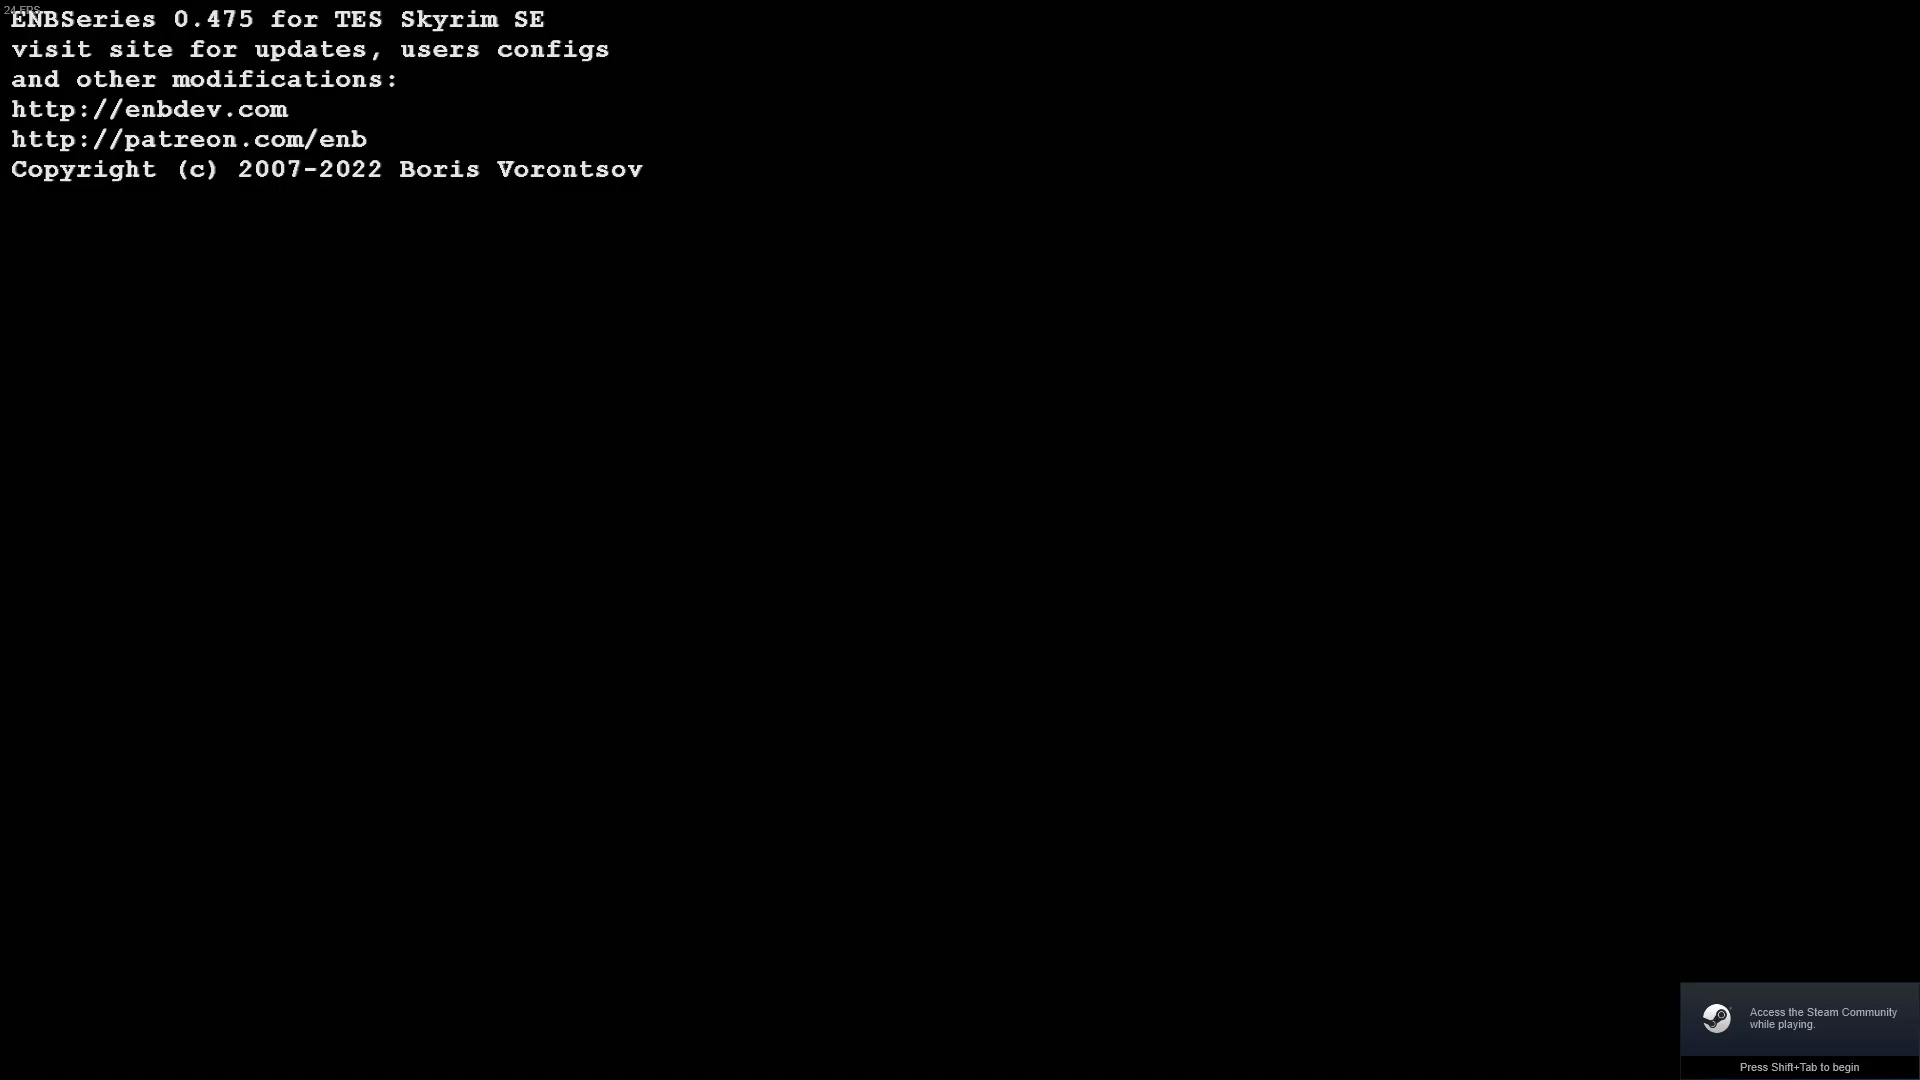 24 FPS
ENBSeries 0.475 for TES Skyrim SE
visit site for updates, users configs
and other modifications:
http://enbdev.com
http://patreon.com/enb
Copyright (c) 2007-2022 Boris Vorontsov
Access the Steam Community
while playing.
Press Shift+Tab to begin